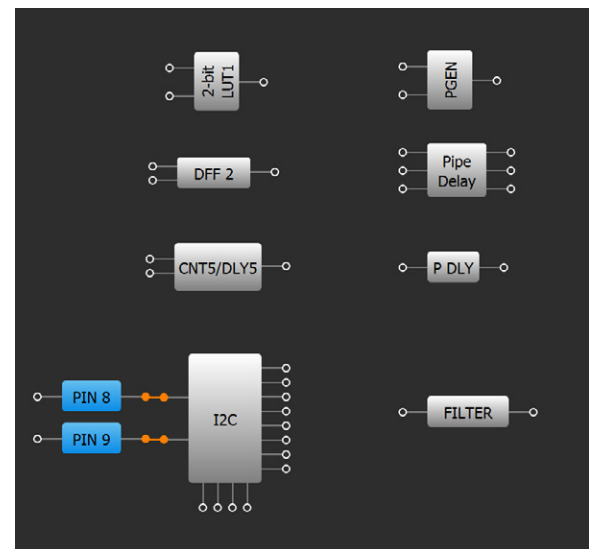 2-bit
LUT1
PGEN
DFF 2
Pipe
Delay
CNT5/DLY5
P DLY
PIN 8
I2C
PIN 9
FILTER